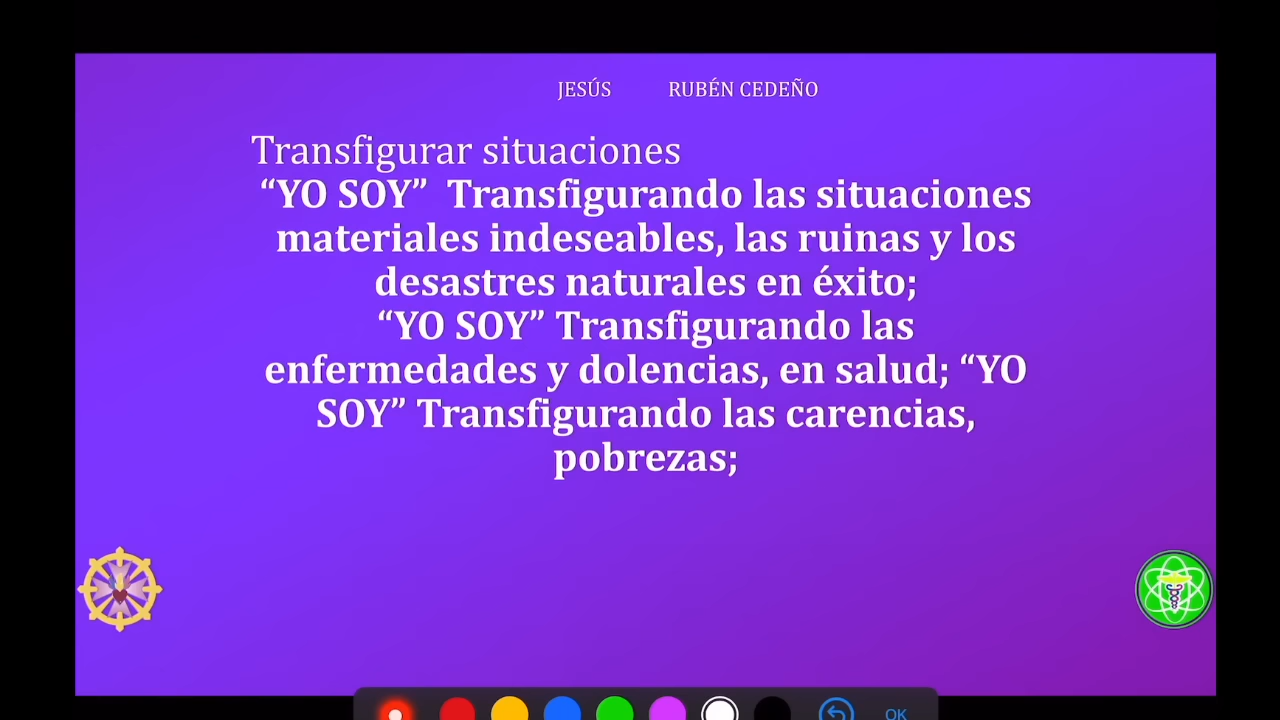 JESÚS RUBÉN CEDEÑO
Transfigurar situaciones
“YO SOY” Transfigurando las situaciones
materiales indeseables, las ruinas y los
desastres naturales en éxito;
“YO SOY” Transfigurando las
enfermedades y dolencias, en salud; “YO
SOY” Transfigurando las carencias,
pobrezas;
OK